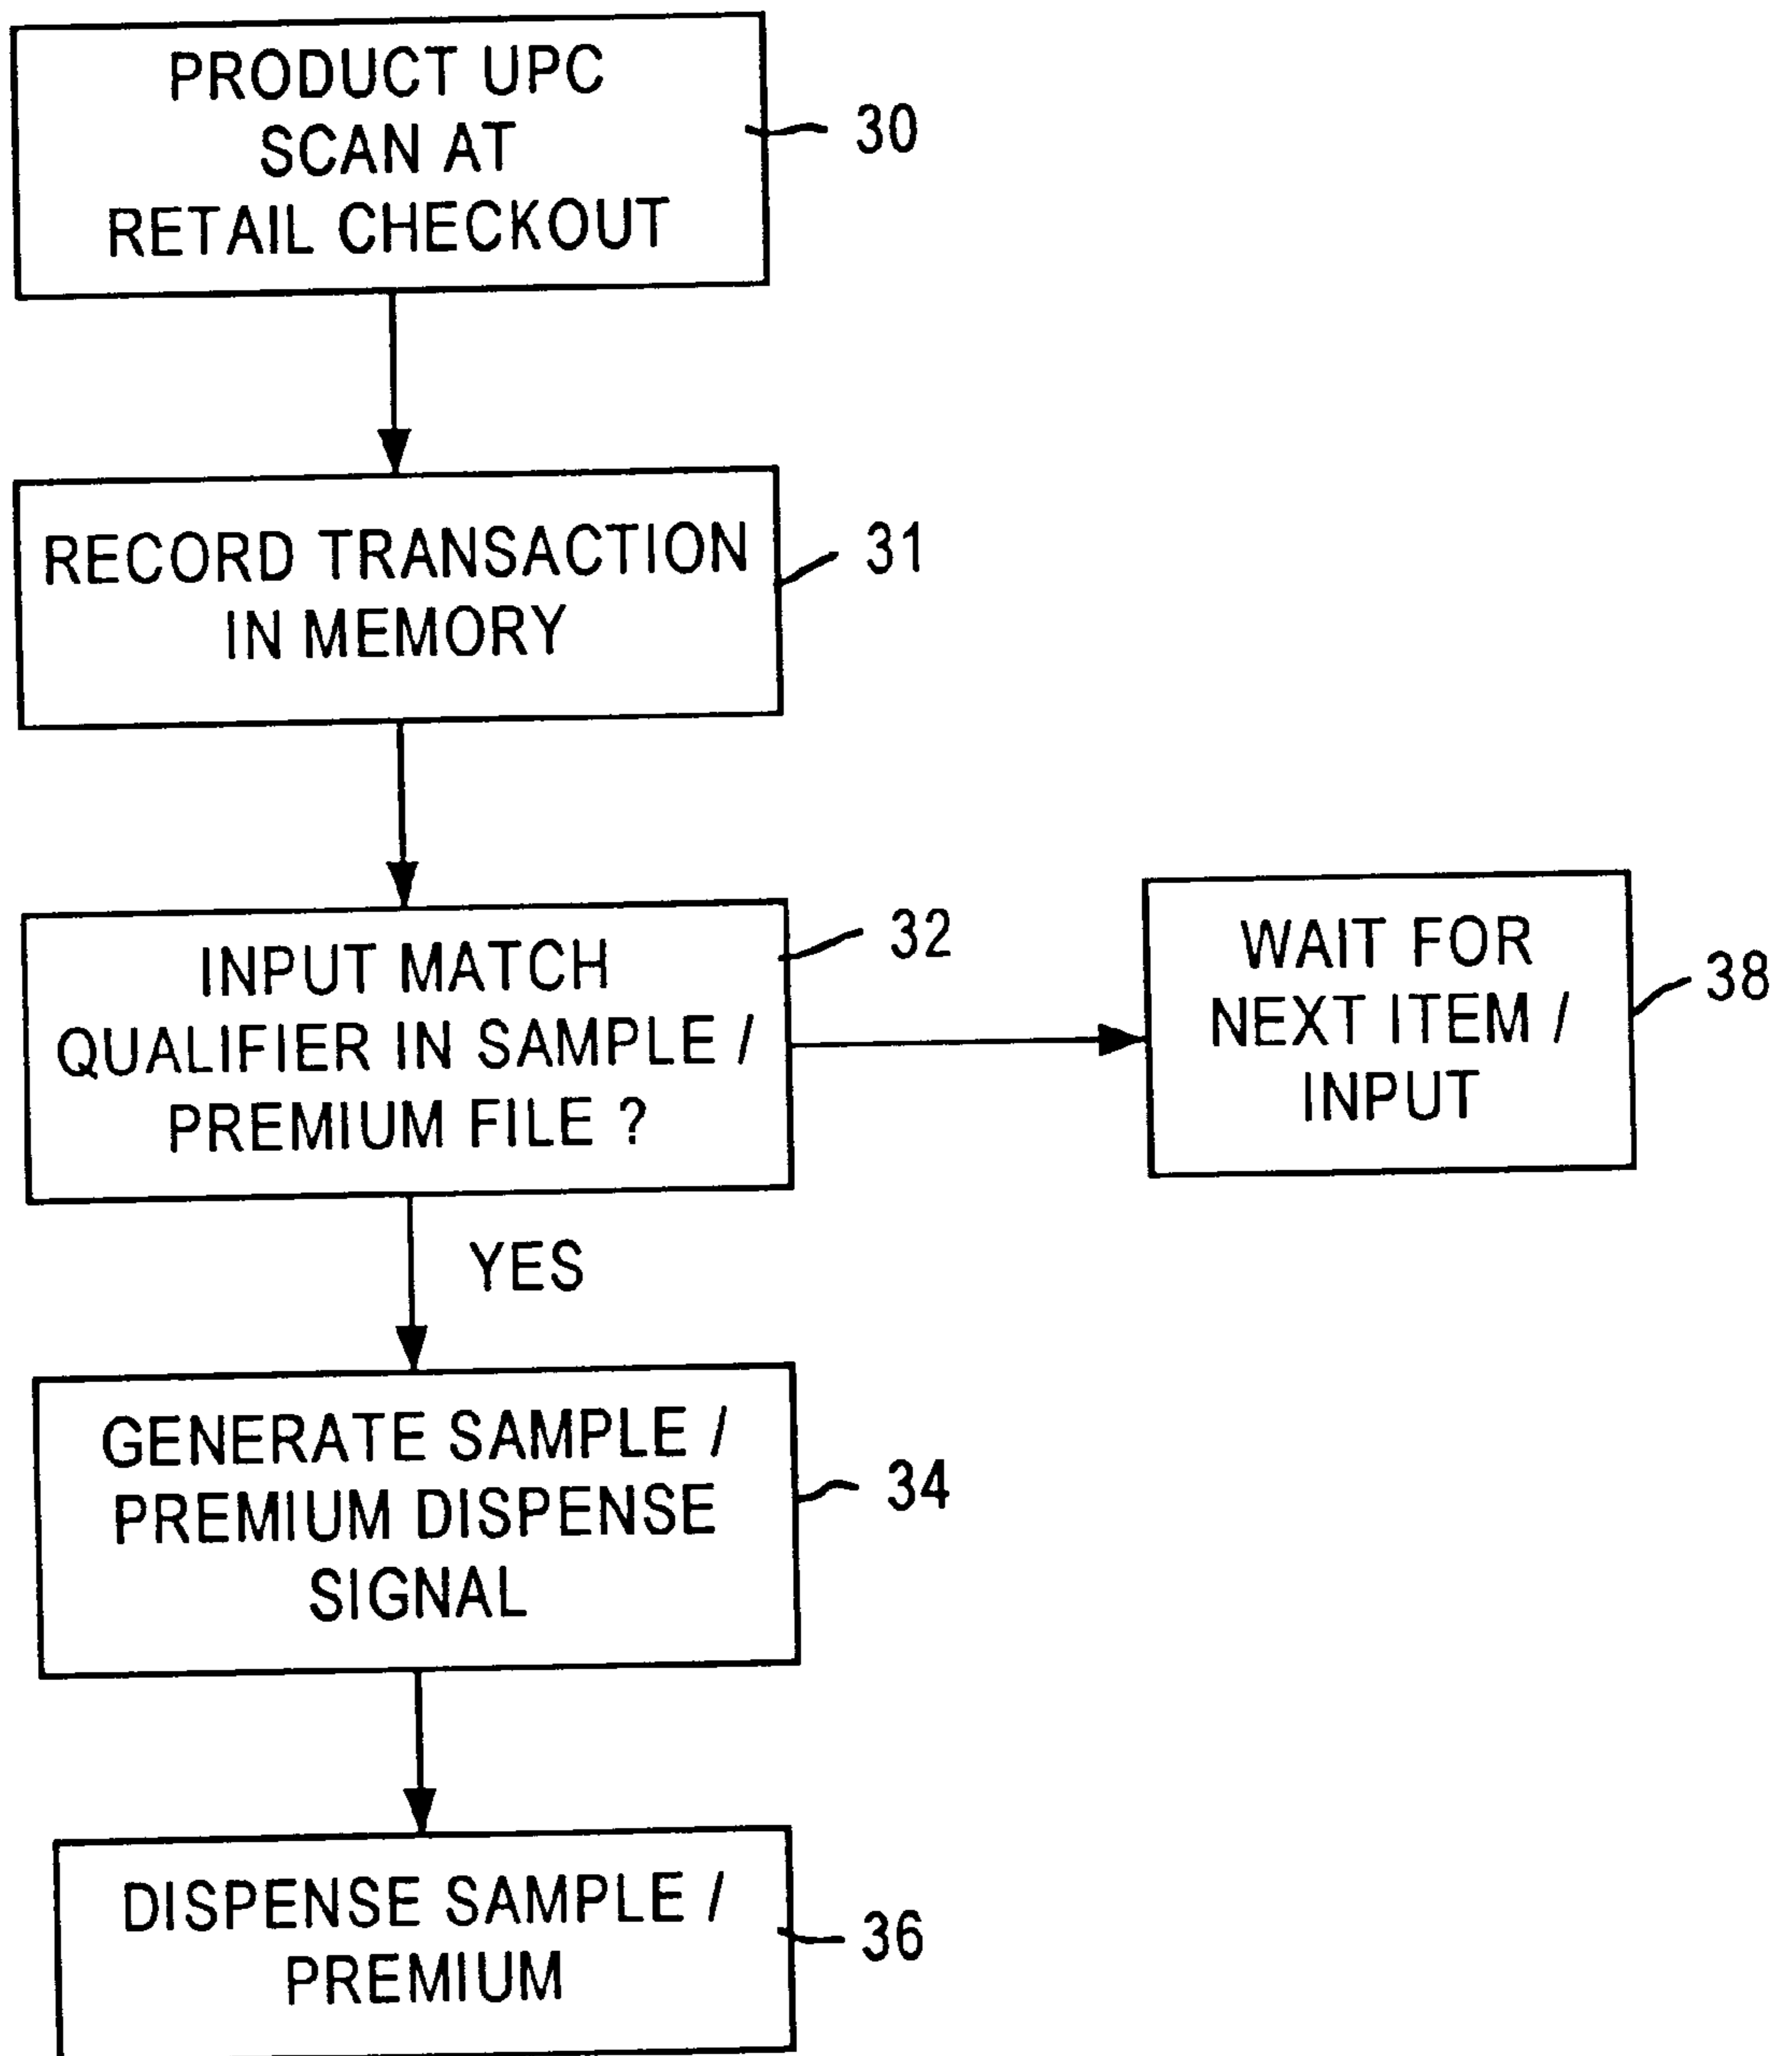 PRODUCT UPC
SCAN AT
RETAIL CHECKOUT
30
RECORD TRANSACTION
IN MEMORY
31
INPUT MATCH
QUALIFIER IN SAMPLE /
PREMIUM FILE ?
32
WAIT FOR
NEXT ITEM /
INPUT
38
YES
GENERATE SAMPLE /
PREMIUM DISPENSE
SIGNAL
34
DISPENSE SAMPLE /
PREMIUM
36